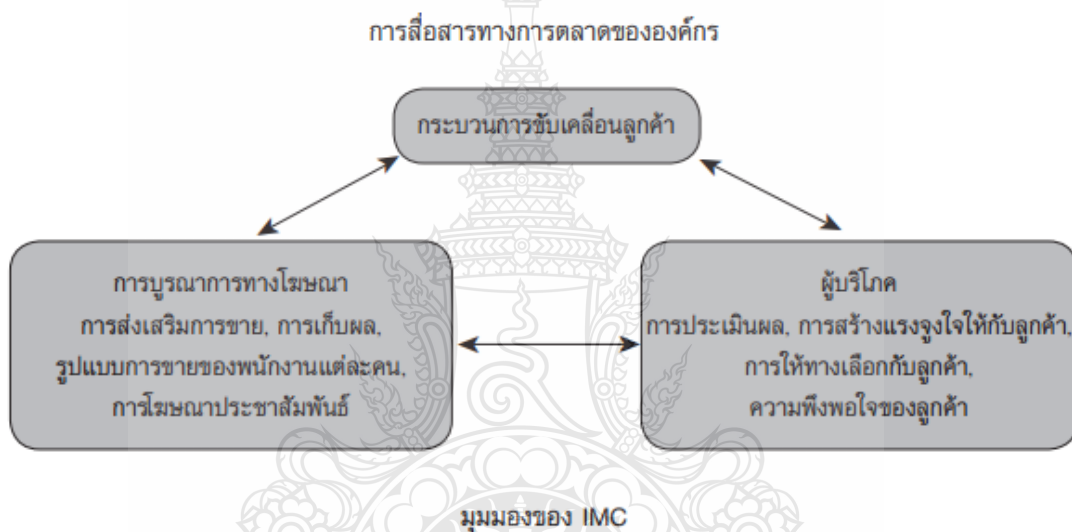 การสื่อสารทางการตลาดขององค์กร
กระบวนการขับเคลื่อนลูกค้า
การบูรณาการทางโฆษณา
การส่งเสริมการขาย, การเก็บผล,
รูปแบบการขายของพนักงานแต่ละคน,
การโฆษณาประชาสัมพันธ์
ผู้บริโภค
การประเมินผล, การสร้างแรงจูงใจให้กับลูกค้า,
การให้ทางเลือกกับลูกค้า,
ความพึงพอใจของลูกค้า
มุมมองของ IMC